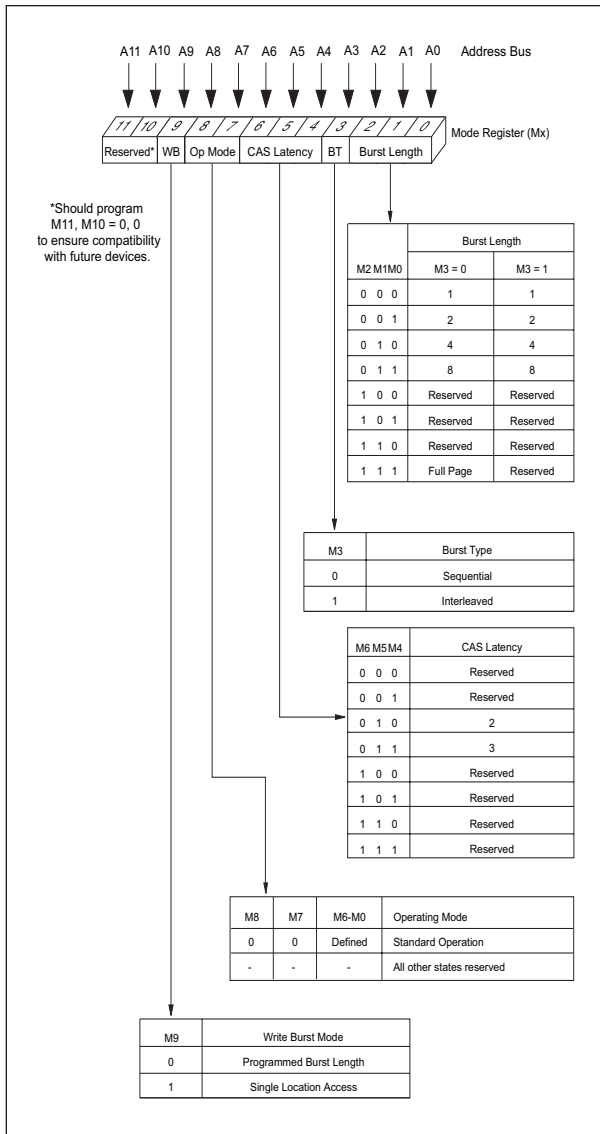 A11 A10 A9 A8 A7 A6 A5 A4 A3 A2 A1 A0 Address Bus
11 10 9 8 7 6 5 4 3 2 1 0 Mode Register (Mx)
Reserved* WB Op Mode CAS Latency BT Burst Length
*Should program
M11, M10 = 0, 0
to ensure compatibility
with future devices.
Burst Length
M2 M1M0 M3 = 0 M3 = 1
0 0 0 1 1
0 0 1 2 2
0 1 0 4 4
0 1 1 8 8
1 0 0 Reserved Reserved
1 0 1 Reserved Reserved
1 1 0 Reserved Reserved
1 1 1 Full Page Reserved
M3 Burst Type
0 Sequential
1 Interleaved
M6 M5M4 CAS Latency
0 0 0 Reserved
0 0 1 Reserved
0 1 0 2
0 1 1 3
1 0 0 Reserved
1 0 1 Reserved
1 1 0 Reserved
1 1 1 Reserved
M8 M7 M6-M0 Operating Mode
0 0 Defined Standard Operation
- - - All other states reserved
M9 Write Burst Mode
0 Programmed Burst Length
1 Single Location Access